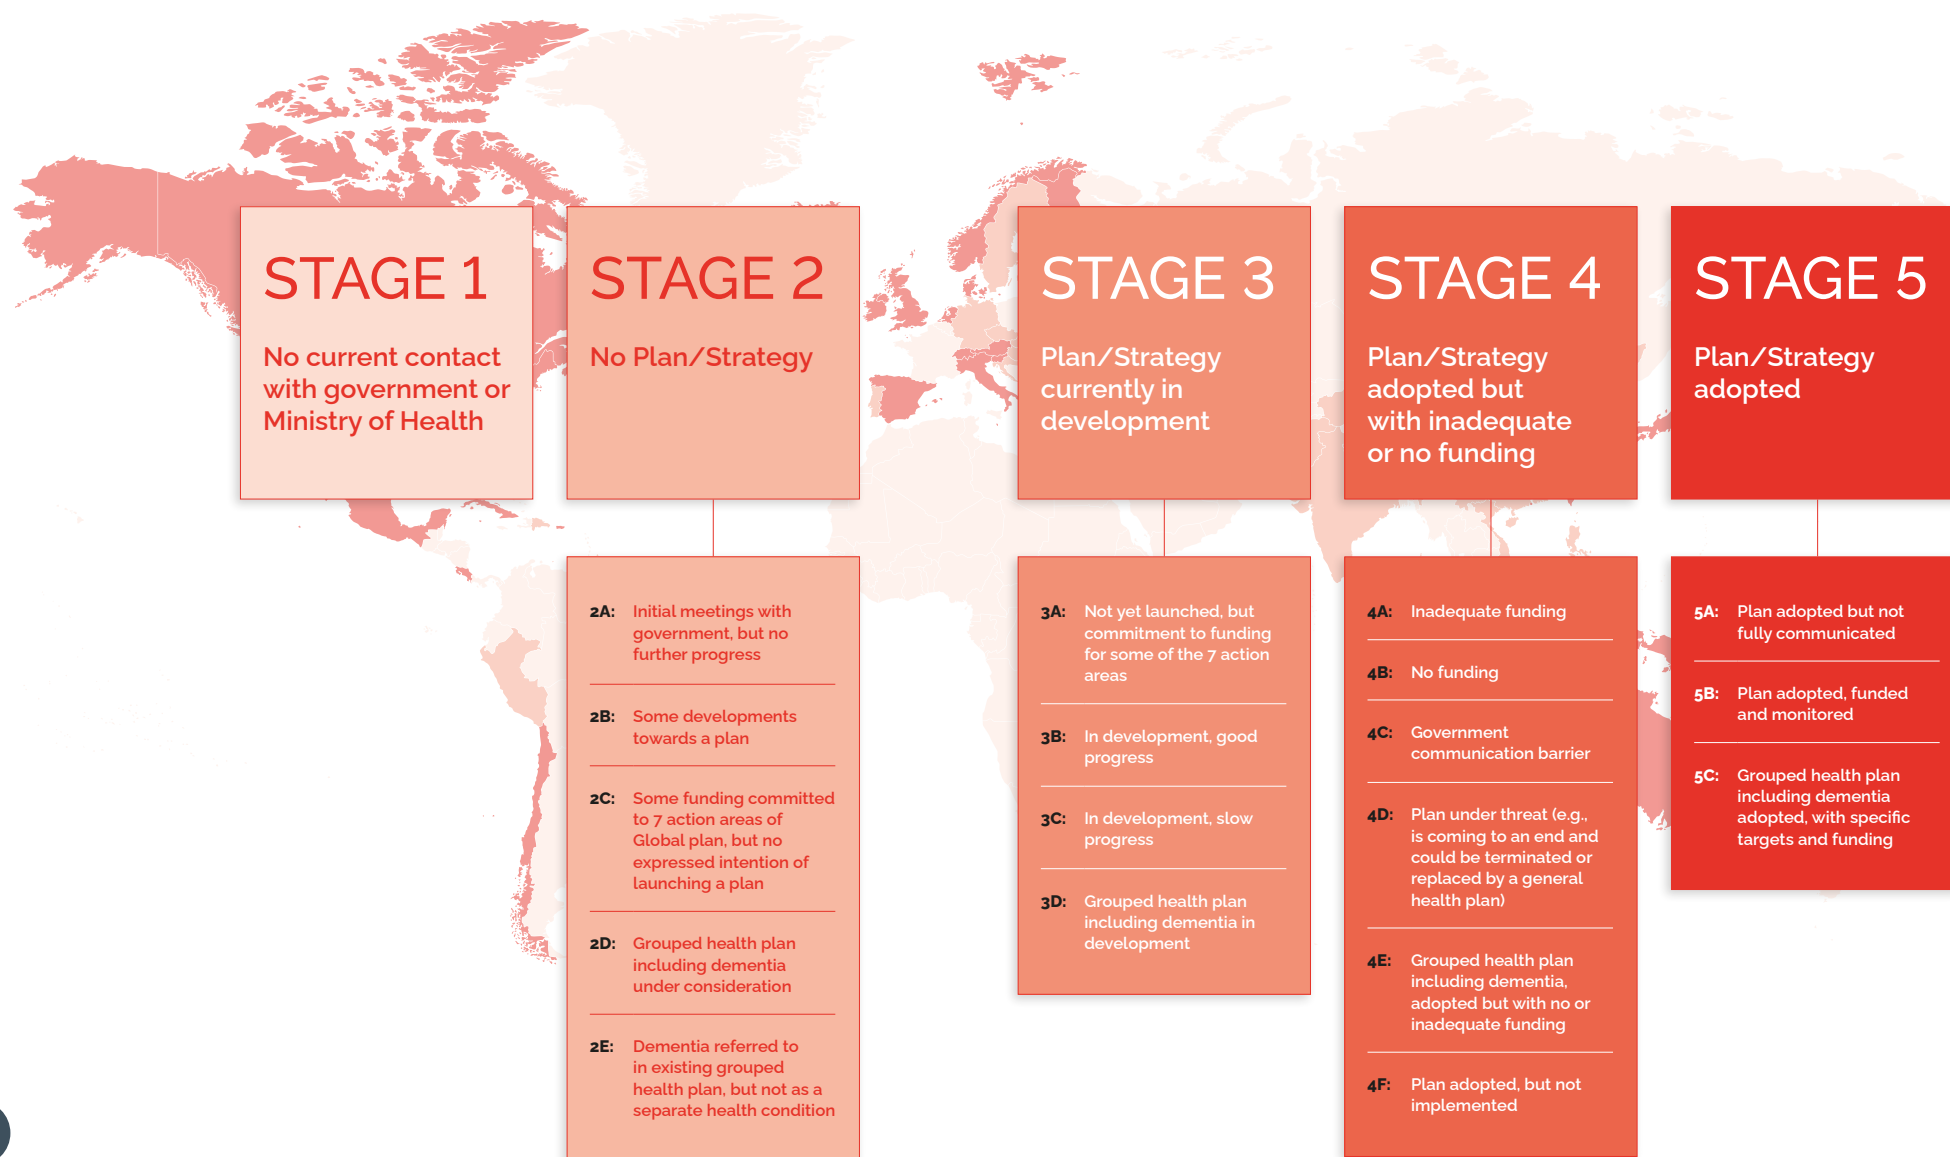 STAGE 1
No current contact
with government or
Ministry of Health
STAGE 2
No Plan/Strategy
2A: Initial meetings with
government, but no
further progress
2B: Some developments
towards a plan
2C: Some funding committed
to 7 action areas of
Global plan, but no
expressed intention of
launching a plan
2D: Grouped health plan
including dementia
under consideration
2E: Dementia referred to
in existing grouped
health plan, but not as a
separate health condition
STAGE 3
Plan/Strategy
currently in
development
3A: Not yet launched, but
commitment to funding
for some of the 7 action
areas
3B: In development, good
progress
3C: In development, slow
progress
3D: Grouped health plan
including dementia in
development
STAGE 4
Plan/Strategy
adopted but
with inadequate
or no funding
4A: Inadequate funding
4B: No funding
4C: Government
communication barrier
4D: Plan under threat (e.g.,
is coming to an end and
could be terminated or
replaced by a general
health plan)
4E: Grouped health plan
including dementia,
adopted but with no or
inadequate funding
4F: Plan adopted, but not
implemented
STAGE 5
Plan/Strategy
adopted
5A: Plan adopted but not
fully communicated
5B: Plan adopted, funded
and monitored
5C: Grouped health plan
including dementia
adopted, with specific
targets and funding